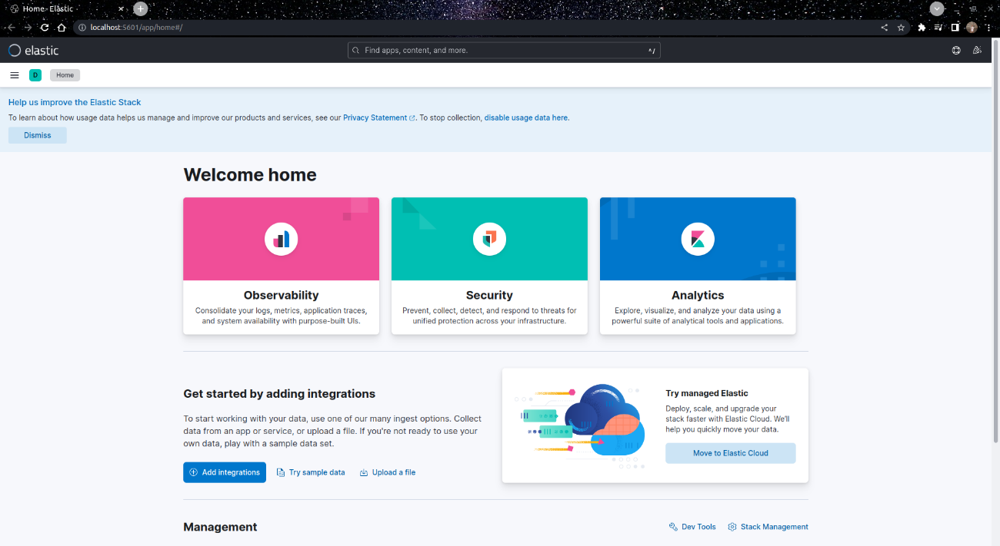 Home - Elastic
localhost:5601/app/home#/
elastic
Find apps, content, and more.
^/
D
Home
Help us improve the Elastic Stack
To learn about how usage data helps us manage and improve our products and services, see our Privacy Statement. To stop collection, disable usage data here.
Dismiss
Welcome home
Observability
Consolidate your logs, metrics, application traces,
and system availability with purpose-built UIs.
Security
Prevent, collect, detect, and respond to threats for
unified protection across your infrastructure.
Analytics
Explore, visualize, and analyze your data using a
powerful suite of analytical tools and applications.
Get started by adding integrations
To start working with your data, use one of our many ingest options. Collect
data from an app or service, or upload a file. If you're not ready to use your
own data, play with a sample data set.
Add integrations
Try sample data
Upload a file
Try managed Elastic
Deploy, scale, and upgrade your
stack faster with Elastic Cloud. We'll
help you quickly move your data.
Move to Elastic Cloud
Management
Dev Tools
Stack Management